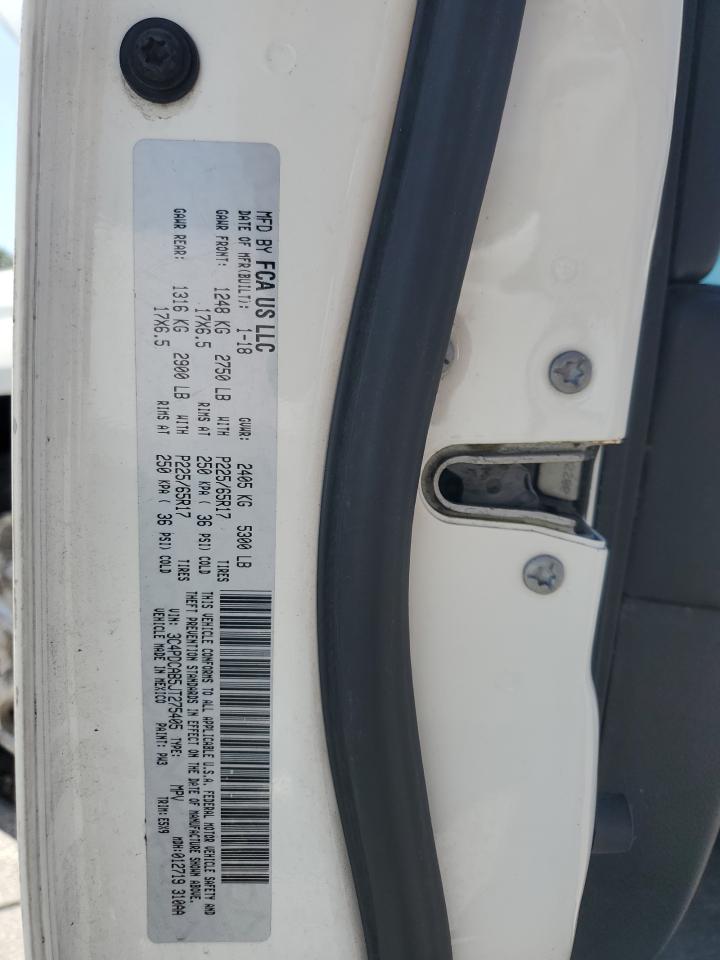 MFD BY FCA US LLC
DATE OF MFR(BUILT): 1-18 GVWR: 2405 KG 5300 LB
GAWR FRONT: 1248 KG 2750 LB WITH P225/65R17 TIRES
17X6.5 RIMS AT 250 KPA ( 36 PSI) COLD
GAWR REAR: 1316 KG 2900 LB WITH P225/65R17 TIRES
17X6.5 RIMS AT 250 KPA ( 36 PSI) COLD
THIS VEHICLE CONFORMS TO ALL APPLICABLE U.S.A. FEDERAL MOTOR VEHICLE SAFETY AND
THEFT PREVENTION STANDARDS IN EFFECT ON THE DATE OF MANUFACTURE SHOWN ABOVE.
VIN: 3C4PDCAB5JT275405 TYPE: MPV MDH:012719 310AA
VEHICLE MADE IN MEXICO PAINT: PW3 TRIM: E5X9